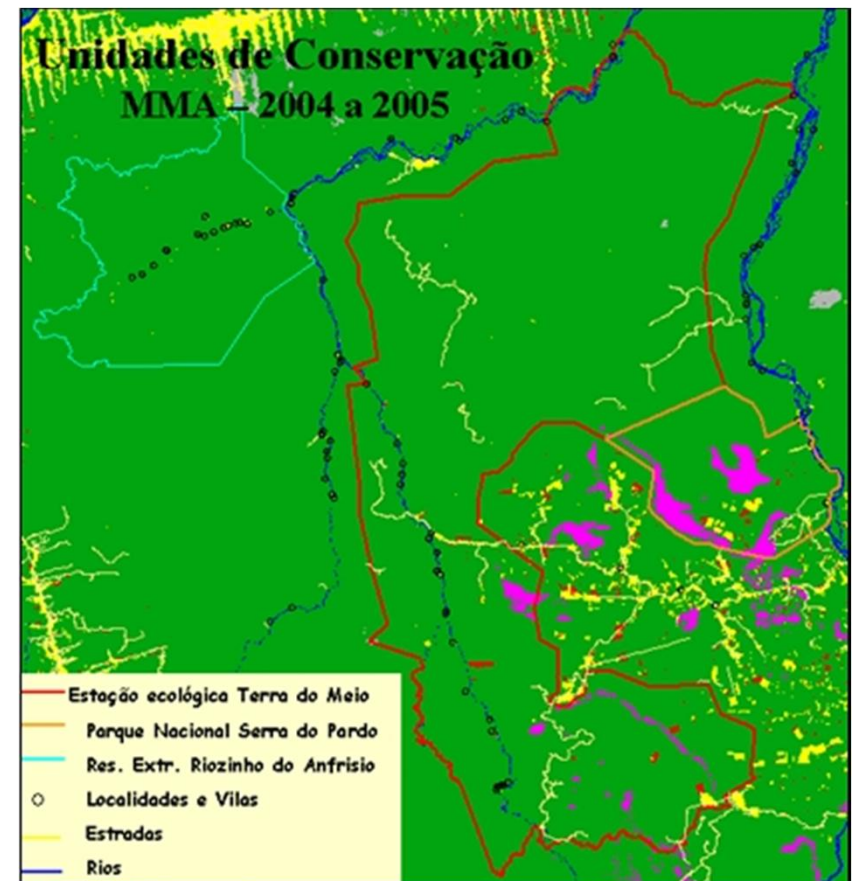 Unidades de Conservação
MMA – 2004 a 2005
Estação ecológica Terra do Meio
Parque Nacional Serra do Pardo
Res. Extr. Riozinho do Anfrisio
Localidades e Vilas
Estradas
Rios